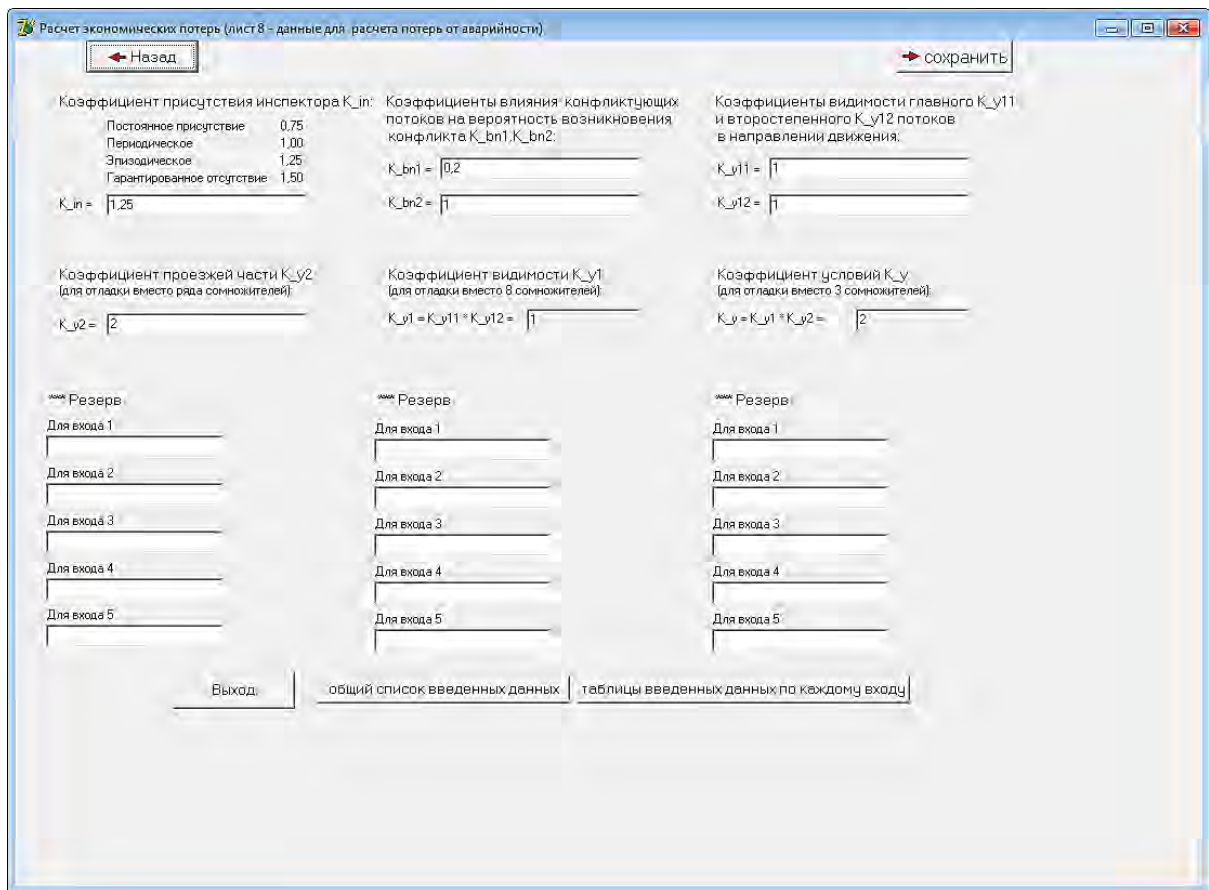 Расчет экономических потерь (лист 8 - данные для расчета потерь от аварийности)
Назад
сохранить
Коэффициент присутствия инспектора K_in:
Постоянное присутствие 0,75
Периодическое 1,00
Эпизодическое 1,25
Гарантированное отсутствие 1,50
K_in = 1,25
Коэффициенты влияния конфликтующих
потоков на вероятность возникновения
конфликта K_bn1,K_bn2:
K_bn1 = 0,2
K_bn2 = 1
Коэффициенты видимости главного K_y11
и второстепенного K_y12 потоков
в направлении движения:
K_y11 = 1
K_y12 = 1
Коэффициент проезжей части K_y2
(для отладки вместо ряда сомножителей):
K_y2 = 2
Коэффициент видимости K_y1
(для отладки вместо 8 сомножителей):
K_y1 = K_y11 * K_y12 = 1
Коэффициент условий K_y
(для отладки вместо 3 сомножителей):
K_y = K_y1 * K_y2 = 2
*** Резерв
Для входа 1
Для входа 2
Для входа 3
Для входа 4
Для входа 5
*** Резерв
Для входа 1
Для входа 2
Для входа 3
Для входа 4
Для входа 5
*** Резерв
Для входа 1
Для входа 2
Для входа 3
Для входа 4
Для входа 5
Выход
общий список введенных данных
таблицы введенных данных по каждому входу